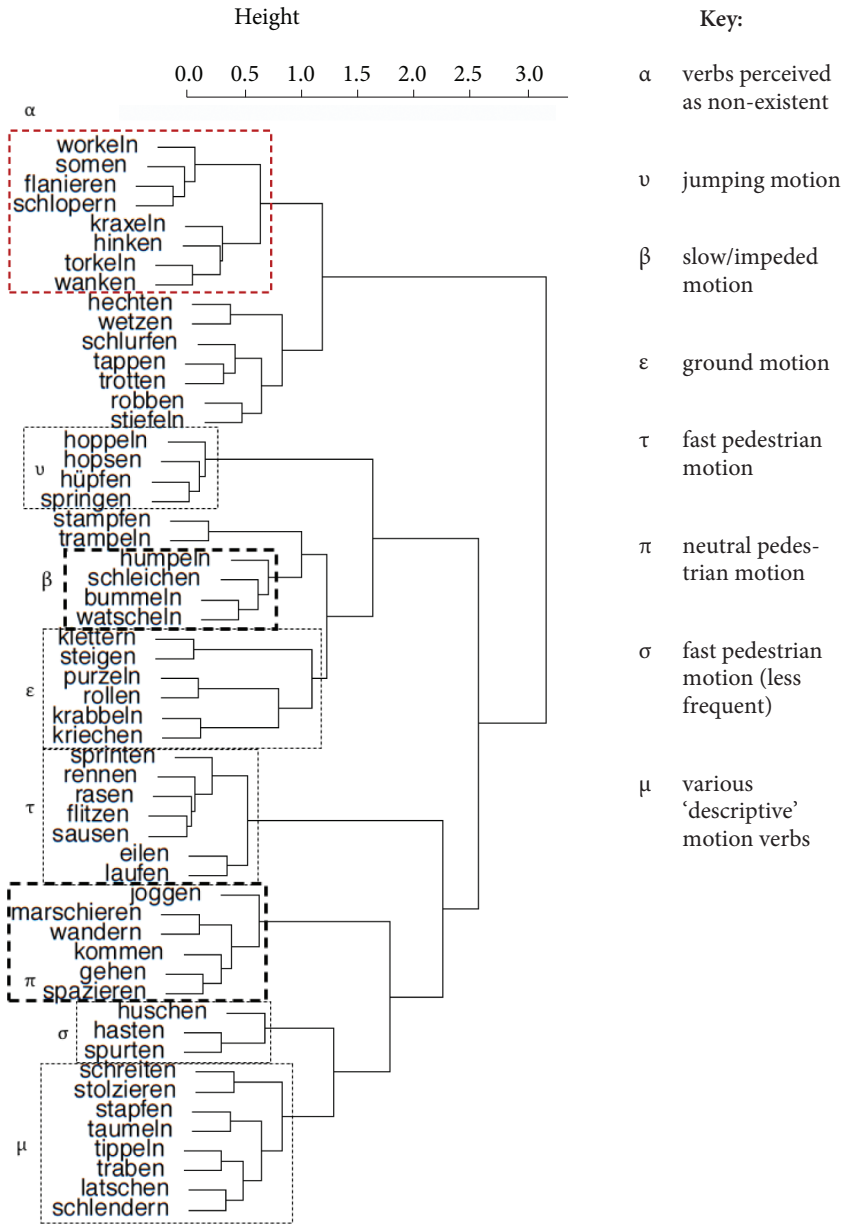 Height
0.0 0.5 1.0 1.5 2.0 2.5 3.0
α
workeln
somen
flanieren
schlopern
kraxeln
hinken
torkeln
wanken
hechten
wetzen
schlurfen
tappen
trotten
robben
stiefeln
hoppeln
hopsen
υ
hüpfen
springen
stampfen
trampeln
humpeln
β
schleichen
bummeln
watscheln
klettern
steigen
purzeln
ε
rollen
krabbeln
kriechen
sprinten
rennen
rasen
τ
flitzen
sausen
eilen
laufen
joggen
marschieren
wandern
kommen
gehen
π
spazieren
huschen
σ
hasten
spurten
schreiten
stolzieren
stapfen
taumeln
μ
tippeln
traben
latschen
schlendern
Key:
α verbs perceived
as non-existent
υ jumping motion
β slow/impeded
motion
ε ground motion
τ fast pedestrian
motion
π neutral pedes-
trian motion
σ fast pedestrian
motion (less
frequent)
μ various
‘descriptive’
motion verbs